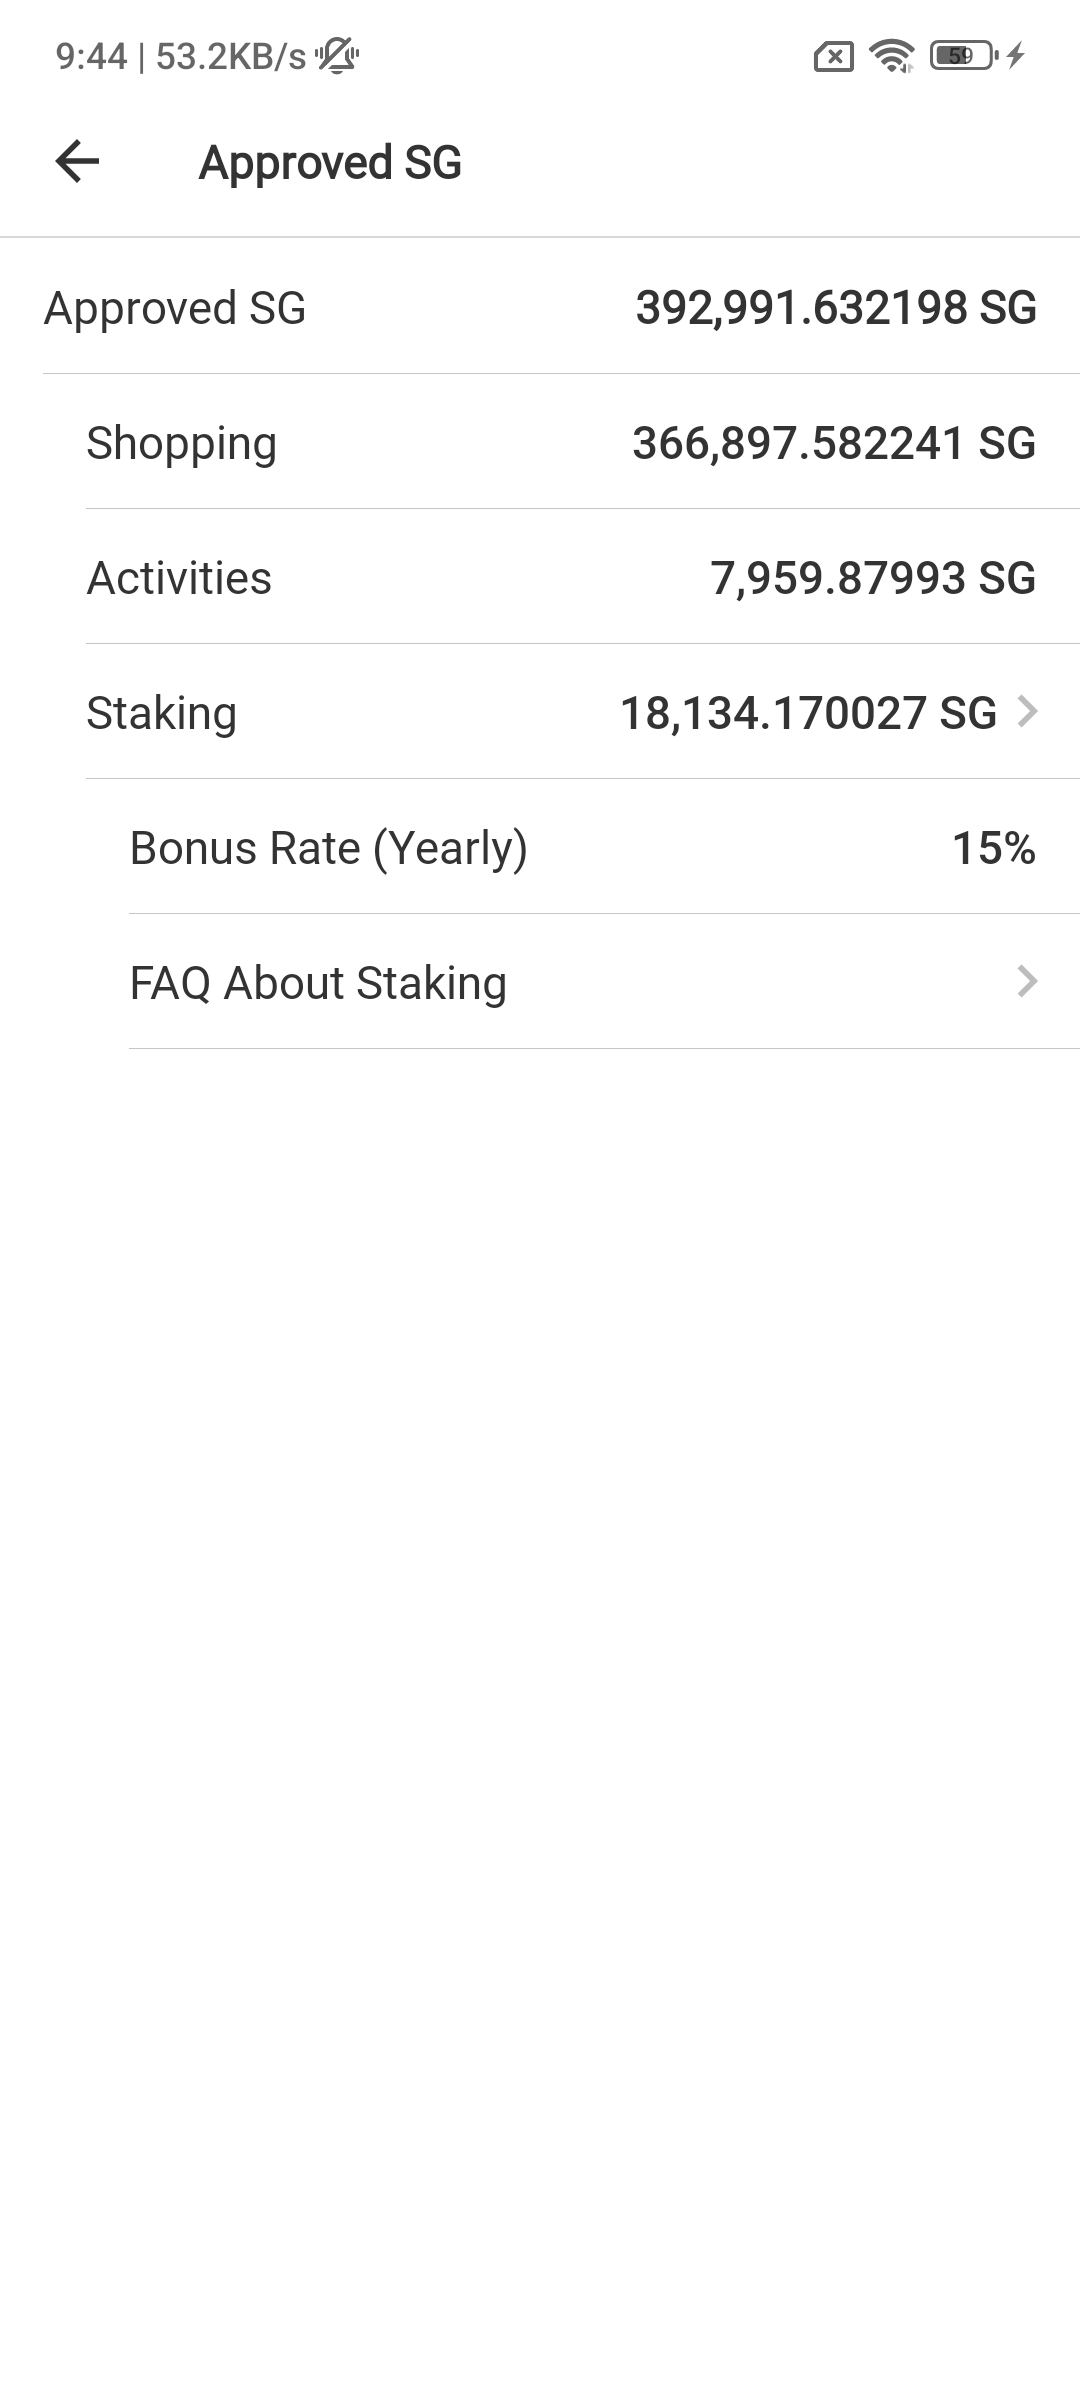 9:44 | 53.2KB/s
59
Approved SG
Approved SG 392,991.632198 SG
Shopping 366,897.582241 SG
Activities 7,959.87993 SG
Staking 18,134.170027 SG
Bonus Rate (Yearly) 15%
FAQ About Staking